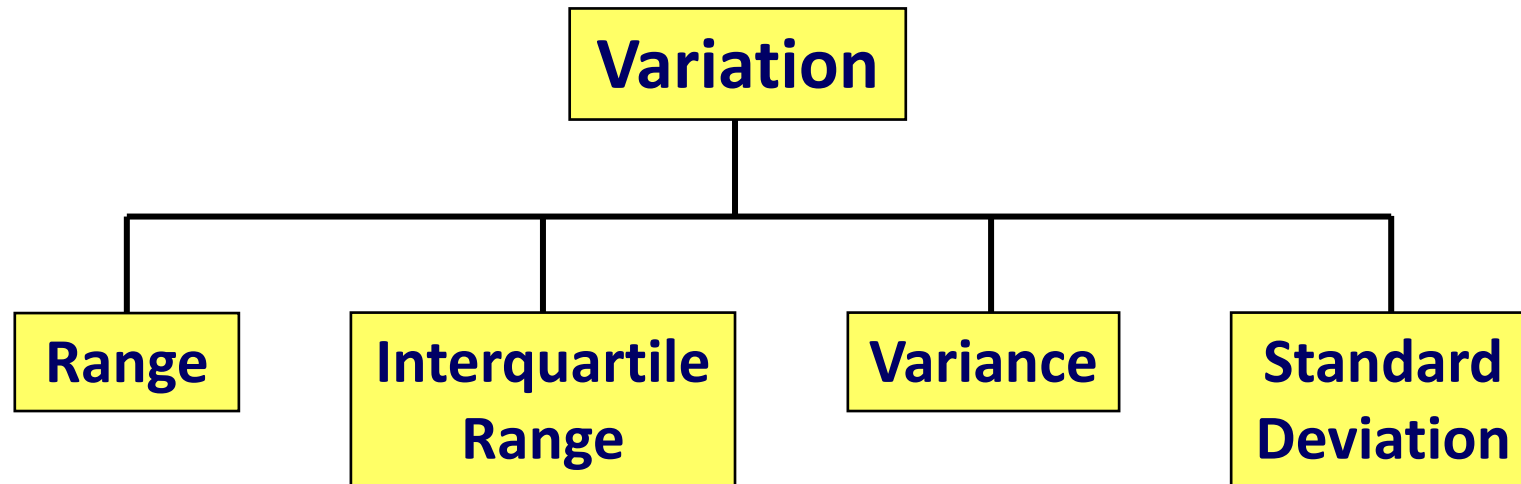 Variation
Range
Interquartile
Range
Variance
Standard
Deviation